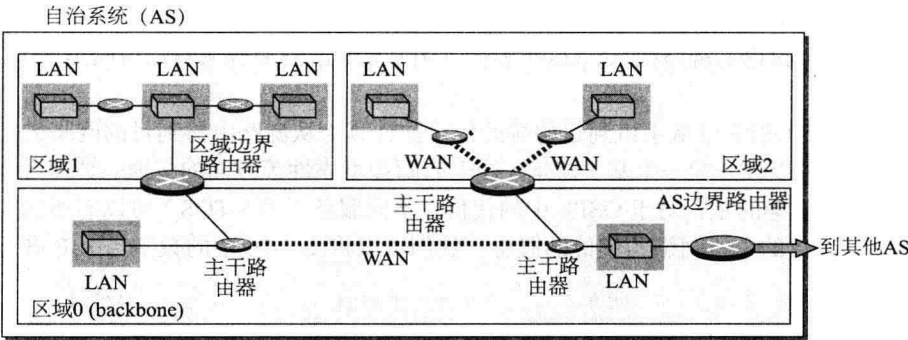 自治系统（AS）
LAN
LAN
LAN
LAN
LAN
区域边界
路由器
区域1
WAN
WAN
区域2
主干路
由器
AS边界路由器
LAN
主干路
由器
WAN
主干路
由器
LAN
到其他AS
区域0 (backbone)